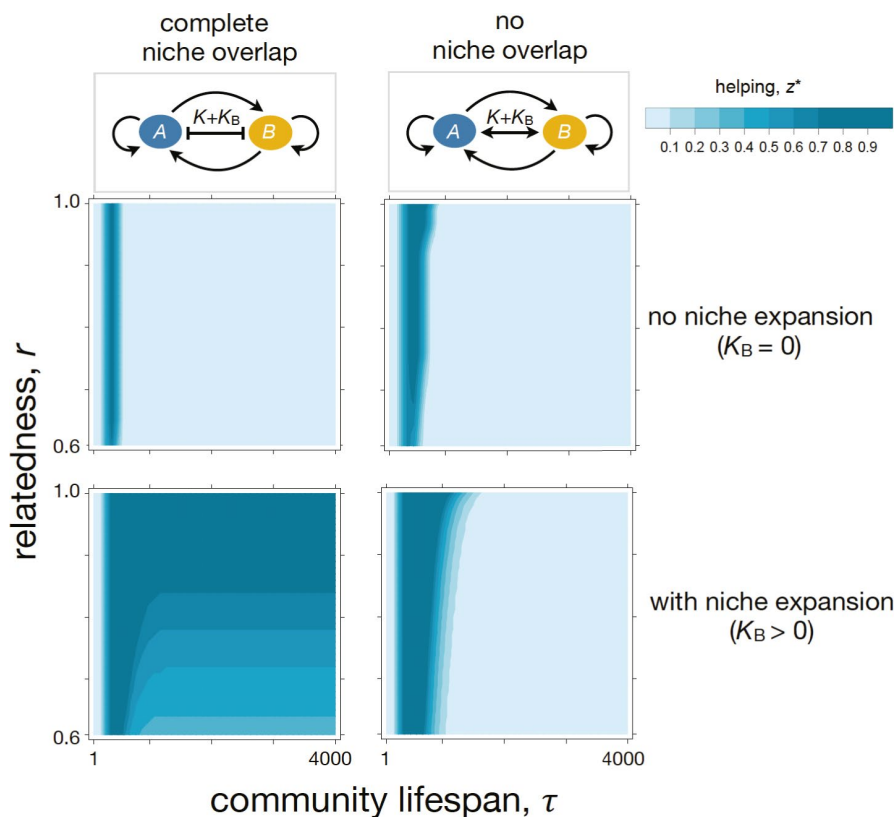 complete
niche overlap
no
niche overlap
helping, z*
0.1 0.2 0.3 0.4 0.5 0.6 0.7 0.8 0.9
A K+KB B
A K+KB B
1.0
0.6
no niche expansion
(KB = 0)
relatedness, r
1.0
0.6
with niche expansion
(KB > 0)
1 4000
1 4000
community lifespan, τ